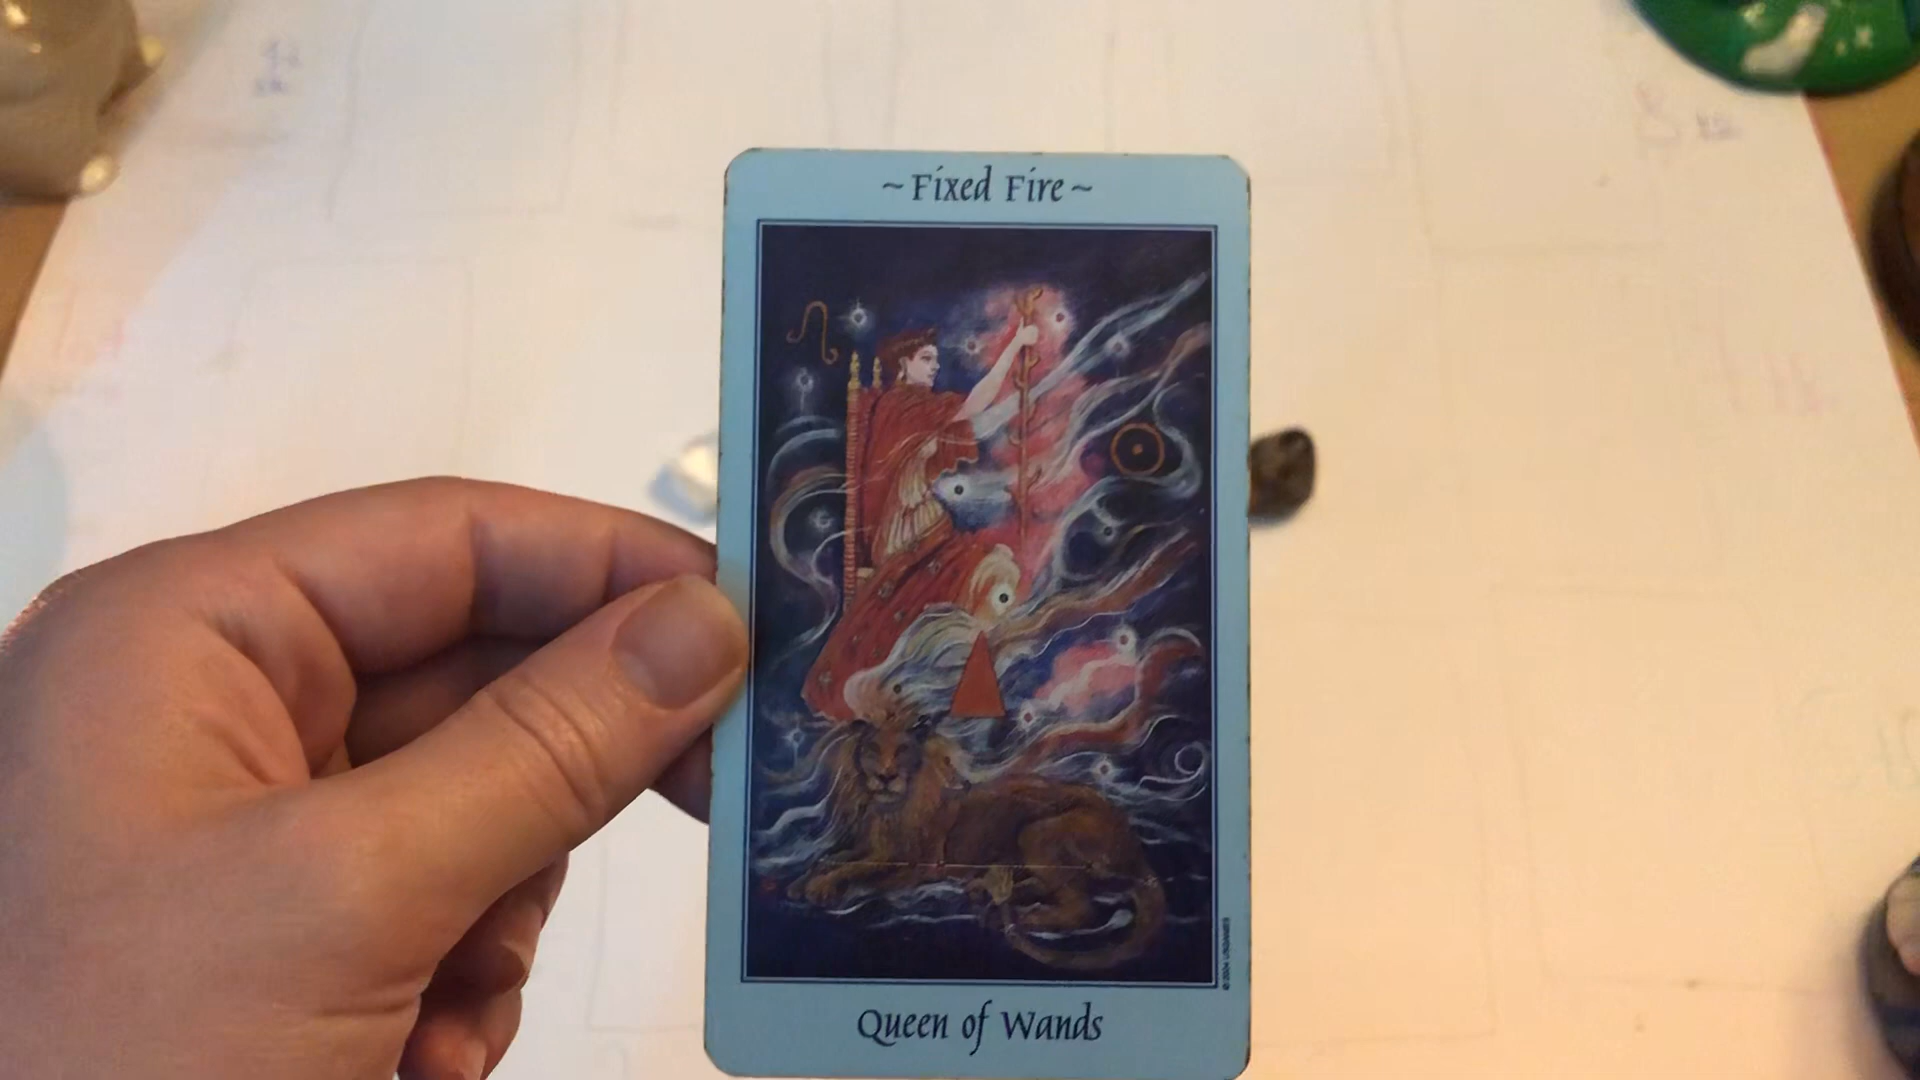 ~Fixed Fire~
Queen of Wands